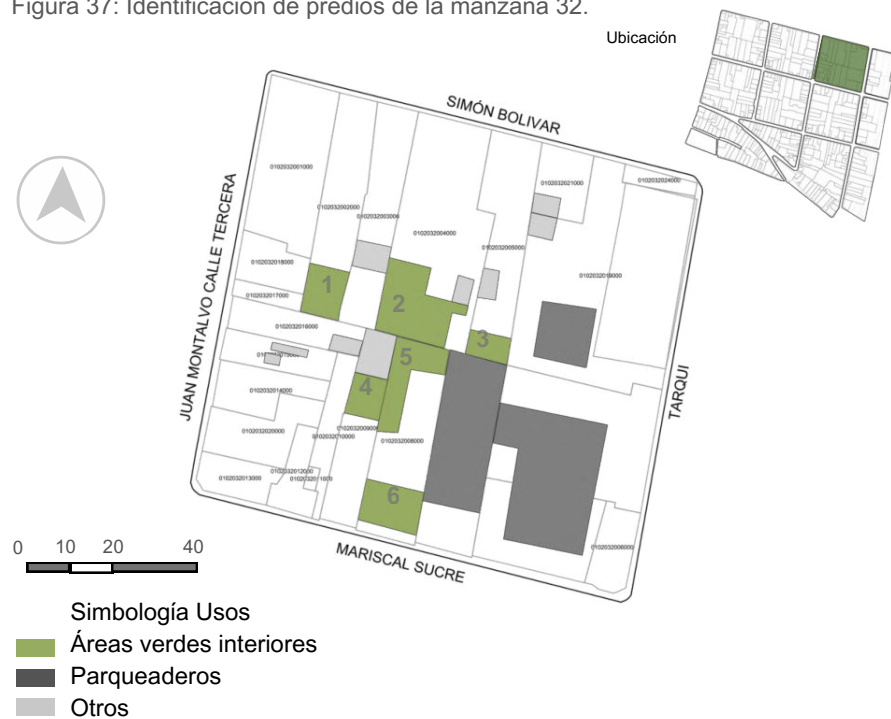 Figura 37: Identificación de predios de la manzana 32.
Ubicación
SIMÓN BOLIVAR
JUAN MONTALVO CALLE TERCERA
TARQUI
MARISCAL SUCRE
0102032001000
0102032002000
0102032003000
0102032004000
0102032005000
0102032021000
0102032024000
0102032018000
0102032017000
0102032016000
0102032019000
0102032014000
0102032020000
0102032013000
0102032012000
0102032010000
0102032009000
0102032008000
0102032006000
1
2
3
4
5
6
0 10 20 40
Simbología Usos
Áreas verdes interiores
Parqueaderos
Otros